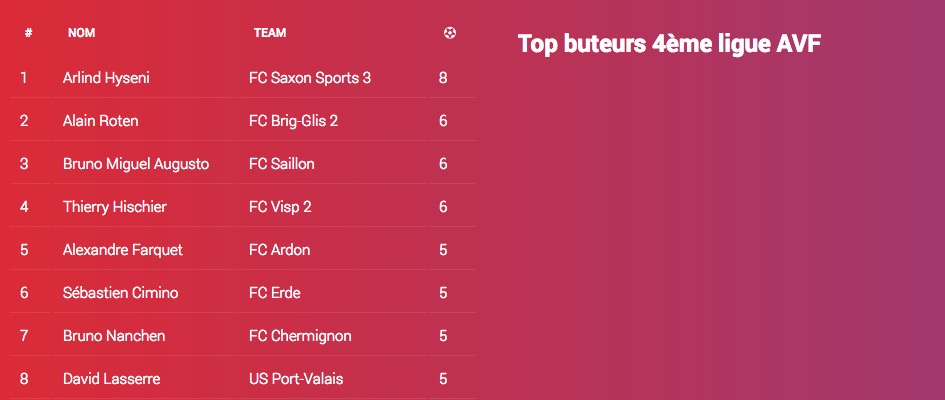 # NOM TEAM
Top buteurs 4ème ligue AVF
1 Arlind Hyseni FC Saxon Sports 3 8
2 Alain Roten FC Brig-Glis 2 6
3 Bruno Miguel Augusto FC Saillon 6
4 Thierry Hischier FC Visp 2 6
5 Alexandre Farquet FC Ardon 5
6 Sébastien Cimino FC Erde 5
7 Bruno Nanchen FC Chermignon 5
8 David Lasserre US Port-Valais 5